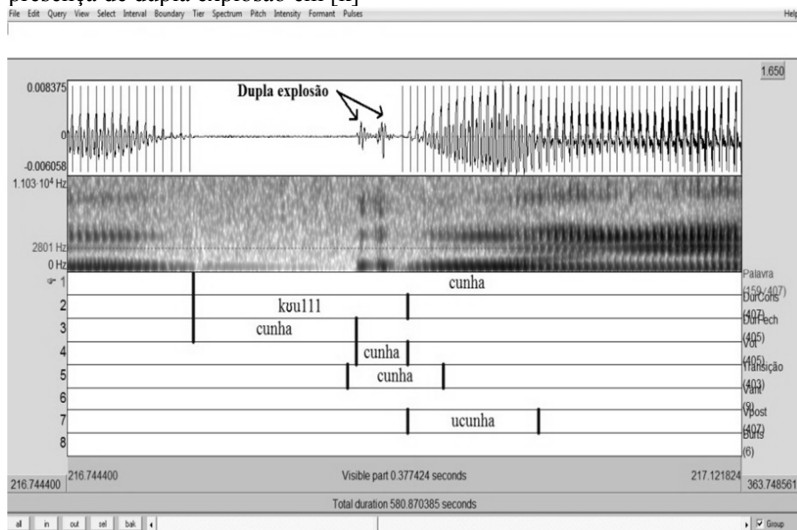 presença de dupla explosão em [k]
File Edit Query View Select Interval Boundary Tier Spectrum Pitch Intensity Formant Pulses Help
1.650
0.008375
Dupla explosão
0
-0.006058
1.103·10⁴ Hz
2801 Hz
0 Hz
1 cunha Palavra
(159/407)
2 kuu111 DurCons
(407)
3 cunha
(405)
4 cunha Vot
(405)
5 cunha Transição
(403)
6 Vant
(9)
7 ucunha Vpost
(407)
8
(6)
216.744400 216.744400 Visible part 0.377424 seconds 217.121824 363.748561
Total duration 580.870385 seconds
all in out sel bak Group